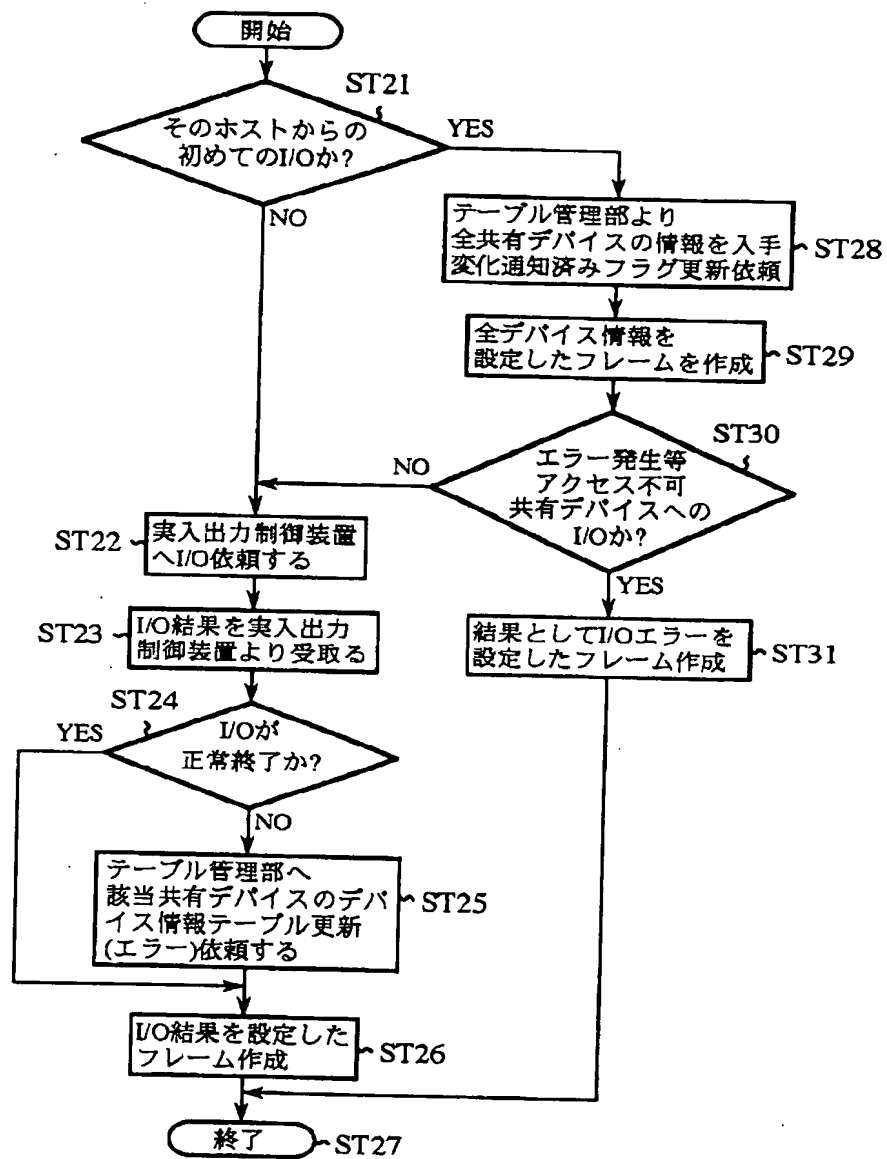 開始
ST21
そのホストからの
初めてのI/Oか?
YES
NO
テーブル管理部より
全共有デバイスの情報を入手
変化通知済みフラグ更新依頼
ST28
全デバイス情報を
設定したフレームを作成
ST29
ST30
エラー発生等
アクセス不可
共有デバイスへの
I/Oか?
NO
YES
ST22
実入出力制御装置
へI/O依頼する
ST23
I/O結果を実入出力
制御装置より受取る
結果としてI/Oエラーを
設定したフレーム作成
ST31
ST24
YES
I/Oが
正常終了か?
NO
テーブル管理部へ
該当共有デバイスのデバ
イス情報テーブル更新
(エラー)依頼する
ST25
I/O結果を設定した
フレーム作成
ST26
終了
ST27